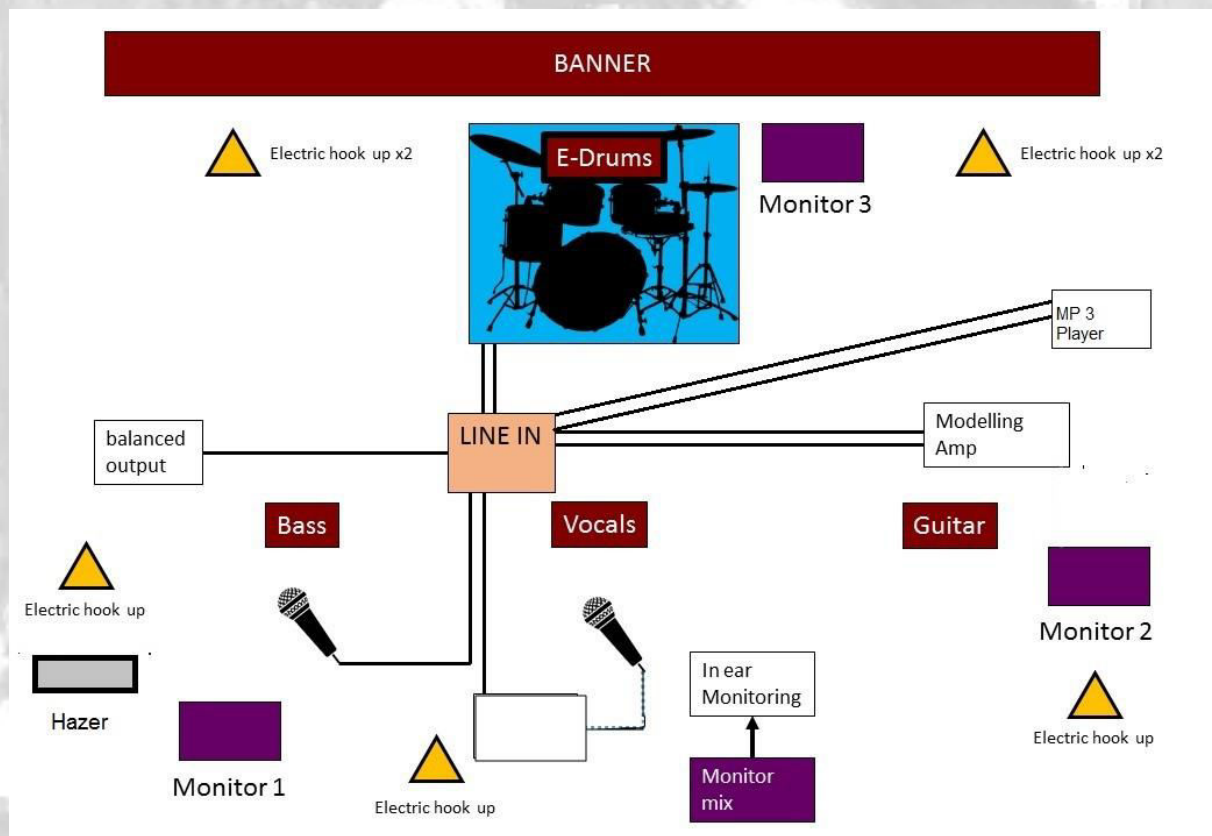 BANNER
Electric hook up x2
E-Drums
Electric hook up x2
Monitor 3
MP 3
Player
balanced
output
LINE IN
Modelling
Amp
Bass
Vocals
Guitar
Electric hook up
Monitor 2
In ear
Monitoring
Hazer
Electric hook up
Monitor 1
Monitor
mix
Electric hook up